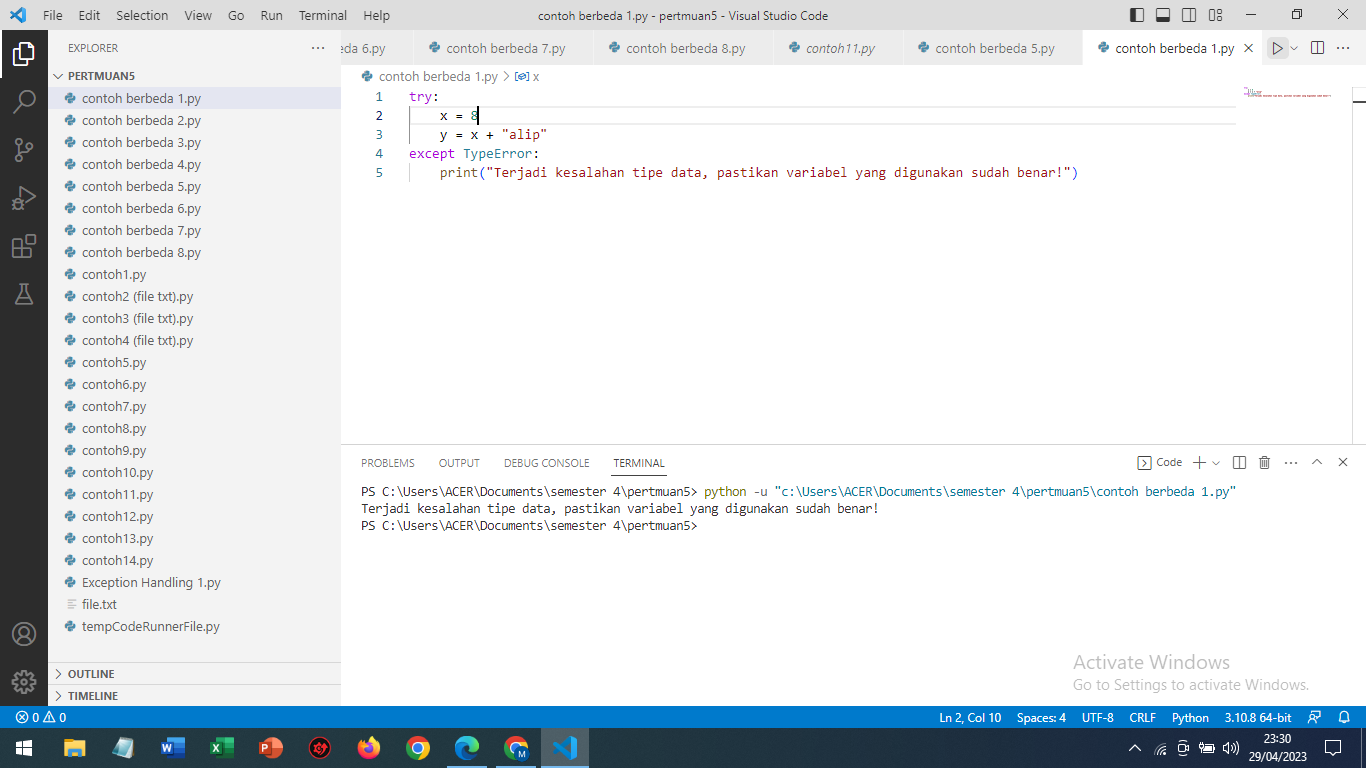 File Edit Selection View Go Run Terminal Help
contoh berbeda 1.py - pertmuan5 - Visual Studio Code
EXPLORER
PERTMUAN5
contoh berbeda 1.py
contoh berbeda 2.py
contoh berbeda 3.py
contoh berbeda 4.py
contoh berbeda 5.py
contoh berbeda 6.py
contoh berbeda 7.py
contoh berbeda 8.py
contoh1.py
contoh2 (file txt).py
contoh3 (file txt).py
contoh4 (file txt).py
contoh5.py
contoh6.py
contoh7.py
contoh8.py
contoh9.py
contoh10.py
contoh11.py
contoh12.py
contoh13.py
contoh14.py
Exception Handling 1.py
file.txt
tempCodeRunnerFile.py
OUTLINE
TIMELINE
eda 6.py contoh berbeda 7.py contoh berbeda 8.py contoh11.py contoh berbeda 5.py contoh berbeda 1.py
contoh berbeda 1.py > x
1 try:
2     x = 8
3     y = x + "alip"
4 except TypeError:
5     print("Terjadi kesalahan tipe data, pastikan variabel yang digunakan sudah benar!")
PROBLEMS OUTPUT DEBUG CONSOLE TERMINAL Code
PS C:\Users\ACER\Documents\semester 4\pertmuan5> python -u "c:\Users\ACER\Documents\semester 4\pertmuan5\contoh berbeda 1.py"
Terjadi kesalahan tipe data, pastikan variabel yang digunakan sudah benar!
PS C:\Users\ACER\Documents\semester 4\pertmuan5>
Activate Windows
Go to Settings to activate Windows.
0 0 Ln 2, Col 10 Spaces: 4 UTF-8 CRLF Python 3.10.8 64-bit
23:30
29/04/2023